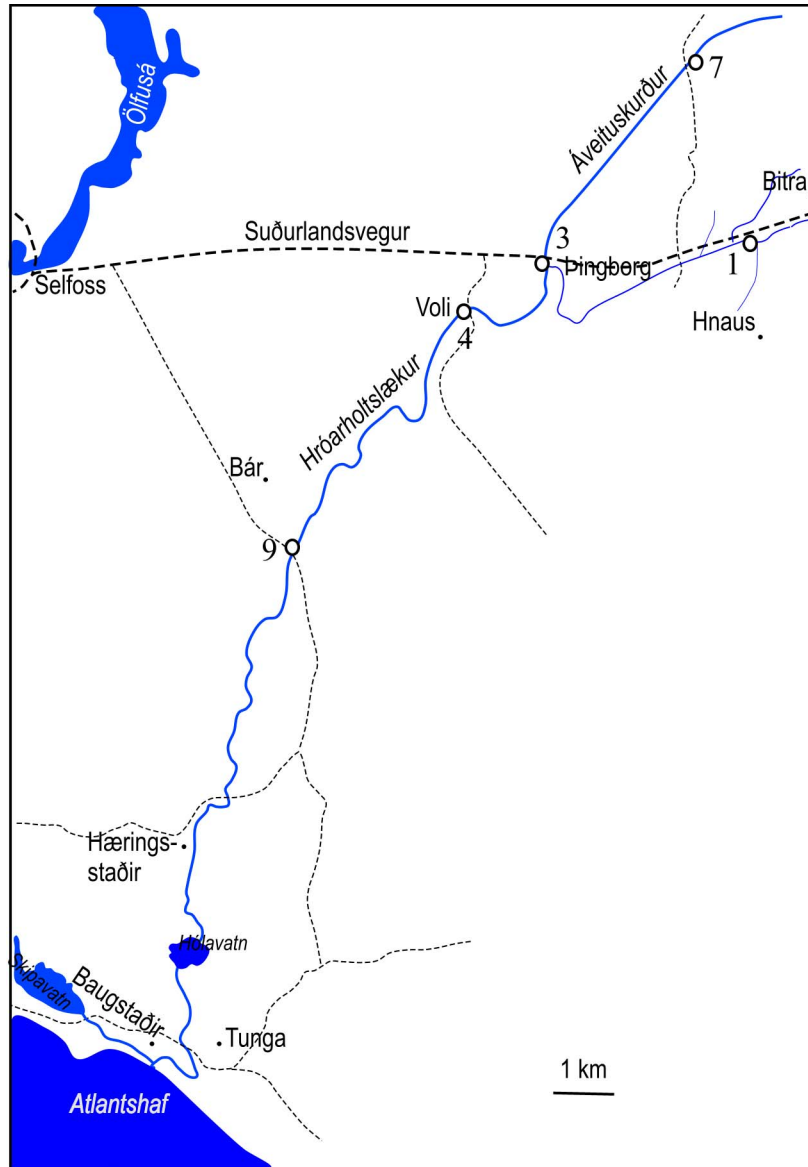 Ölfusá
7
Áveituskurður
Bitra
Suðurlandsvegur
3
Þingborg
1
Selfoss
Voli
4
Hnaus
Hróarholtslækur
Bár
9
Hærings-
staðir
Hólavatn
Skipavatn
Baugstaðir
Tunga
1 km
Atlantshaf